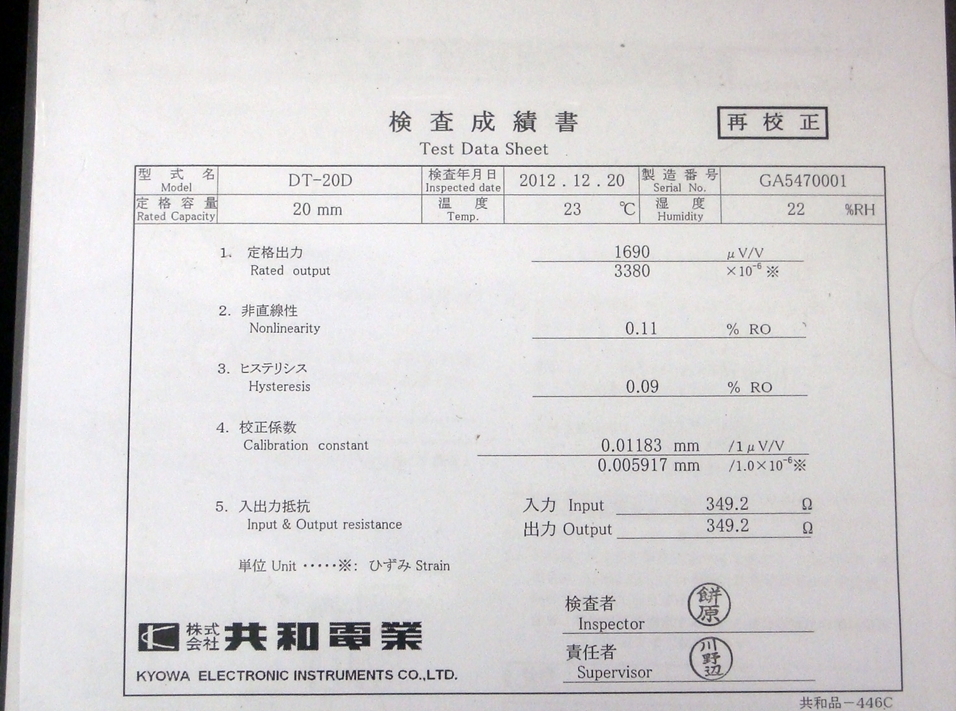 検査成績書
再校正
Test Data Sheet
型式名 Model DT-20D 検査年月日 Inspected date 2012.12.20 製造番号 Serial No. GA5470001
定格容量 Rated Capacity 20 mm 温度 Temp. 23 ℃ 湿度 Humidity 22 %RH
1. 定格出力 1690 μV/V
Rated output 3380 ×10⁻⁶ ※
2. 非直線性
Nonlinearity 0.11 % RO
3. ヒステリシス
Hysteresis 0.09 % RO
4. 校正係数
Calibration constant 0.01183 mm /1μV/V
0.005917 mm /1.0×10⁻⁶※
5. 入出力抵抗 入力 Input 349.2 Ω
Input & Output resistance 出力 Output 349.2 Ω
単位 Unit ・・・・・※: ひずみ Strain
検査者 餅原
Inspector
株式会社 共和電業 責任者 川野辺
KYOWA ELECTRONIC INSTRUMENTS CO.,LTD. Supervisor
共和品-446C